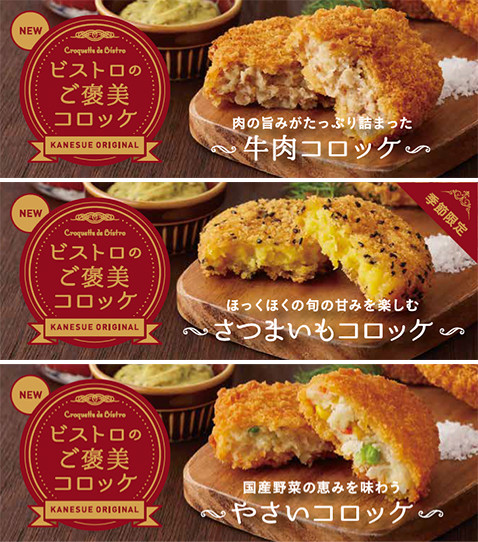 NEW
Croquette de Bistro
ビストロの
ご褒美
コロッケ
KANESUE ORIGINAL
肉の旨みがたっぷり詰まった
牛肉コロッケ
NEW
Croquette de Bistro
ビストロの
ご褒美
コロッケ
KANESUE ORIGINAL
季節限定
ほっくほくの旬の甘みを楽しむ
さつまいもコロッケ
NEW
Croquette de Bistro
ビストロの
ご褒美
コロッケ
KANESUE ORIGINAL
国産野菜の恵みを味わう
やさいコロッケ